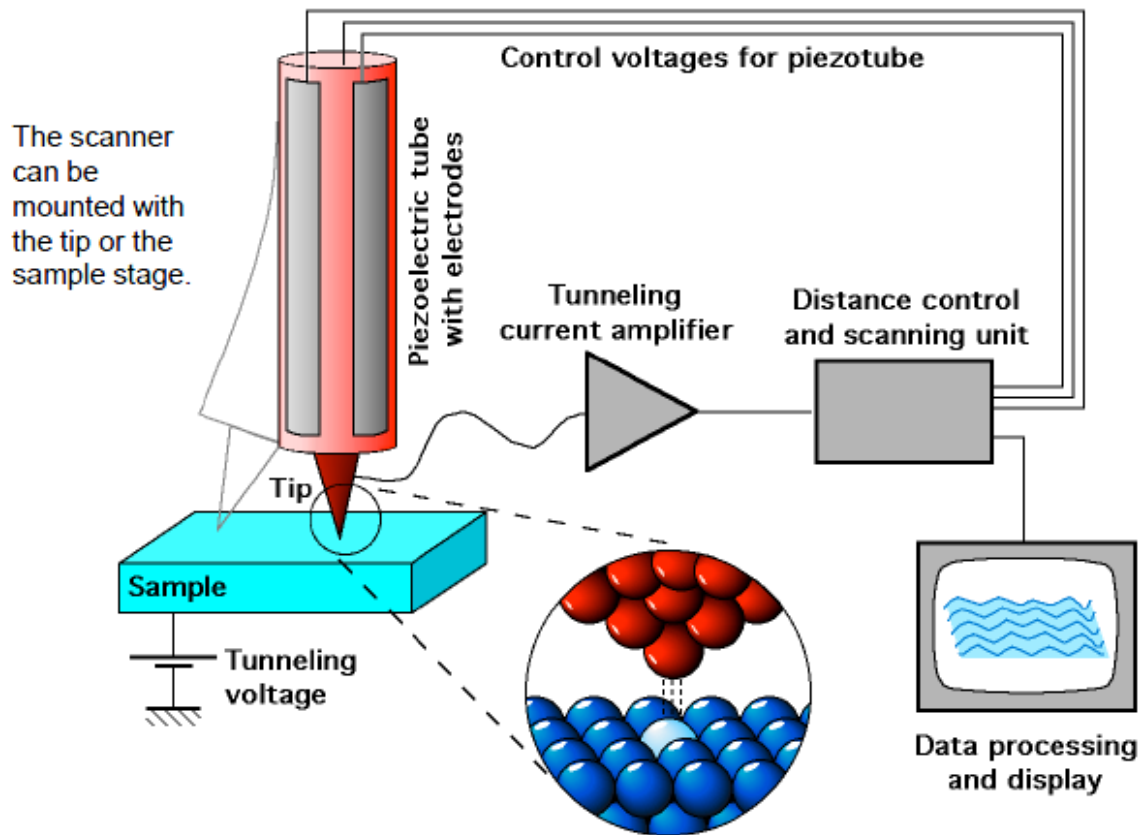 Control voltages for piezotube
The scanner
can be
mounted with
the tip or the
sample stage.
Piezoelectric tube
with electrodes
Tunneling
current amplifier
Distance control
and scanning unit
Tip
Sample
Tunneling
voltage
Data processing
and display